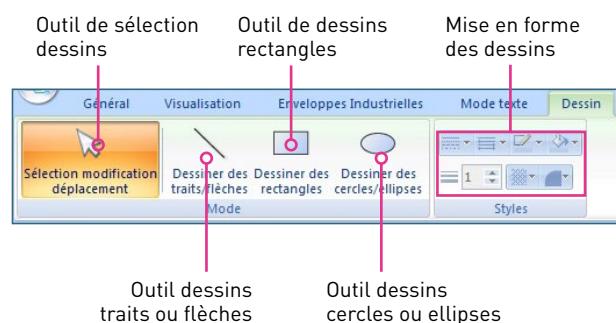 Outil de sélection
dessins
Outil de dessins
rectangles
Mise en forme
des dessins
Général
Visualisation
Enveloppes Industrielles
Mode texte
Dessin
Sélection modification
déplacement
Dessiner des
traits/flèches
Dessiner des
rectangles
Dessiner des
cercles/ellipses
1
Mode
Styles
Outil dessins
traits ou flèches
Outil dessins
cercles ou ellipses